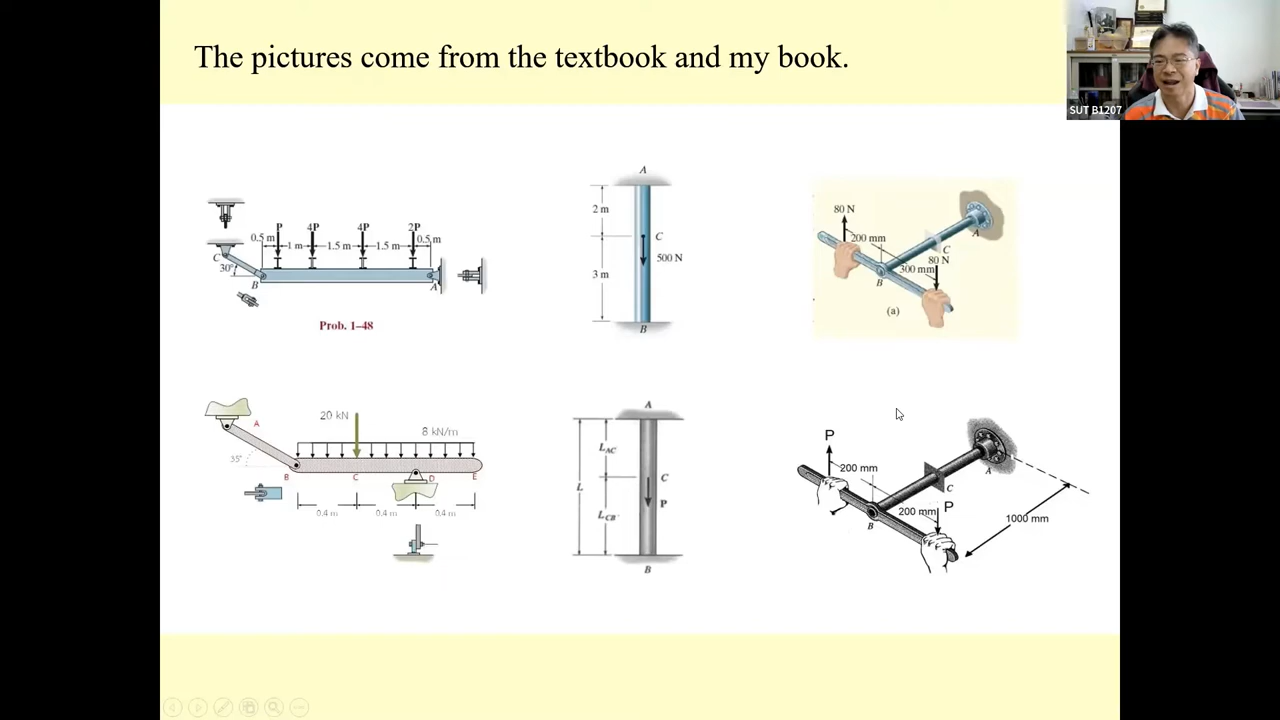 The pictures come from the textbook and my book.
SUT B1207
P 4P 4P 2P
0.5 m 1 m 1.5 m 1.5 m 0.5 m
C
30°
B A
Prob. 1–48
A
2 m
C
500 N
3 m
B
80 N
200 mm
A
C
80 N
300 mm
B
(a)
20 kN
8 kN/m
A
35°
B C D E
0.4 m 0.4 m 0.4 m
A
L_AC
C
L
P
L_CB
B
P
200 mm
A
C
200 mm P
B
1000 mm